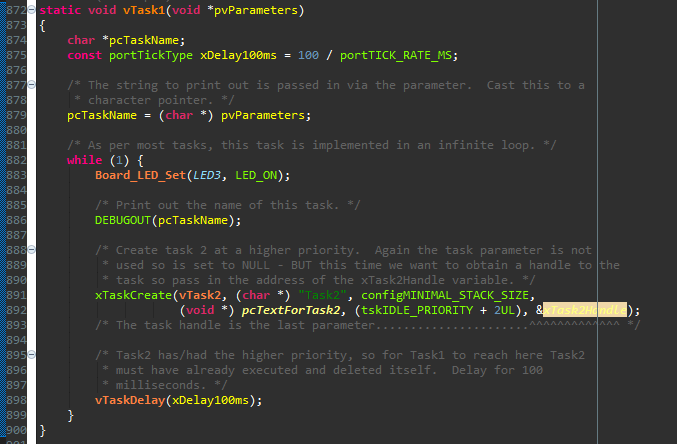 872 static void vTask1(void *pvParameters)
873 {
874 char *pcTaskName;
875 const portTickType xDelay100ms = 100 / portTICK_RATE_MS;
876
877 /* The string to print out is passed in via the parameter. Cast this to a
878 * character pointer. */
879 pcTaskName = (char *) pvParameters;
880
881 /* As per most tasks, this task is implemented in an infinite loop. */
882 while (1) {
883 Board_LED_Set(LED3, LED_ON);
884
885 /* Print out the name of this task. */
886 DEBUGOUT(pcTaskName);
887
888 /* Create task 2 at a higher priority. Again the task parameter is not
889 * used so is set to NULL - BUT this time we want to obtain a handle to the
890 * task so pass in the address of the xTask2Handle variable. */
891 xTaskCreate(vTask2, (char *) "Task2", configMINIMAL_STACK_SIZE,
892 (void *) pcTextForTask2, (tskIDLE_PRIORITY + 2UL), &xTask2Handle);
893 /* The task handle is the last parameter.......................^^^^^^^^^^^^^ */
894
895 /* Task2 has/had the higher priority, so for Task1 to reach here Task2
896 * must have already executed and deleted itself. Delay for 100
897 * milliseconds. */
898 vTaskDelay(xDelay100ms);
899 }
900 }
901